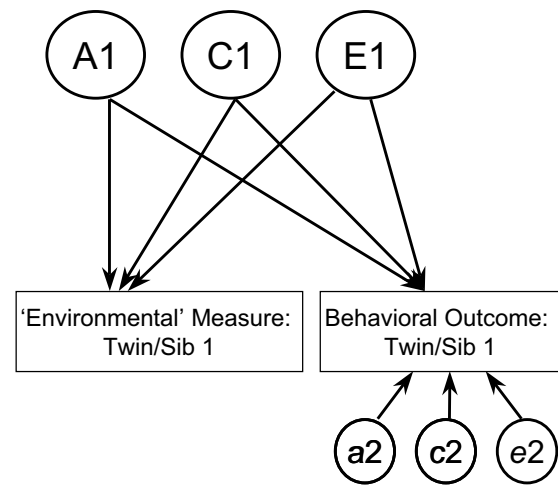 A1 C1 E1
‘Environmental’ Measure:
Twin/Sib 1
Behavioral Outcome:
Twin/Sib 1
a2 c2 e2